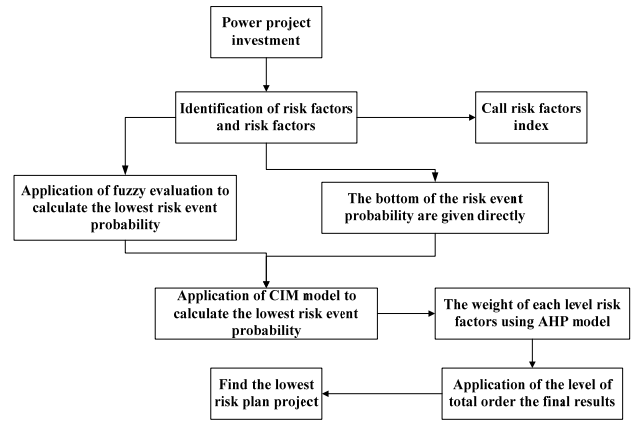 Power project
investment
Identification of risk factors
and risk factors
Call risk factors
index
Application of fuzzy evaluation to
calculate the lowest risk event
probability
The bottom of the risk event
probability are given directly
Application of CIM model to
calculate the lowest risk event
probability
The weight of each level risk
factors using AHP model
Find the lowest
risk plan project
Application of the level of
total order the final results